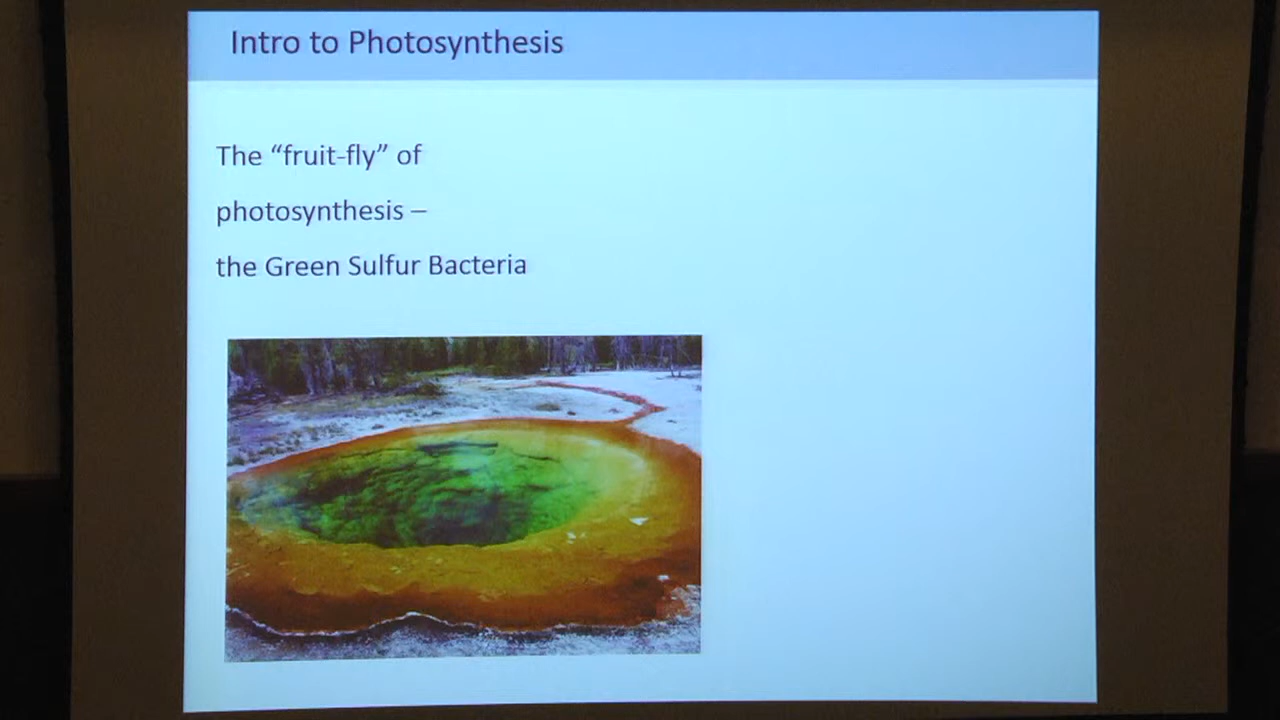 Intro to Photosynthesis
The “fruit-fly” of
photosynthesis –
the Green Sulfur Bacteria